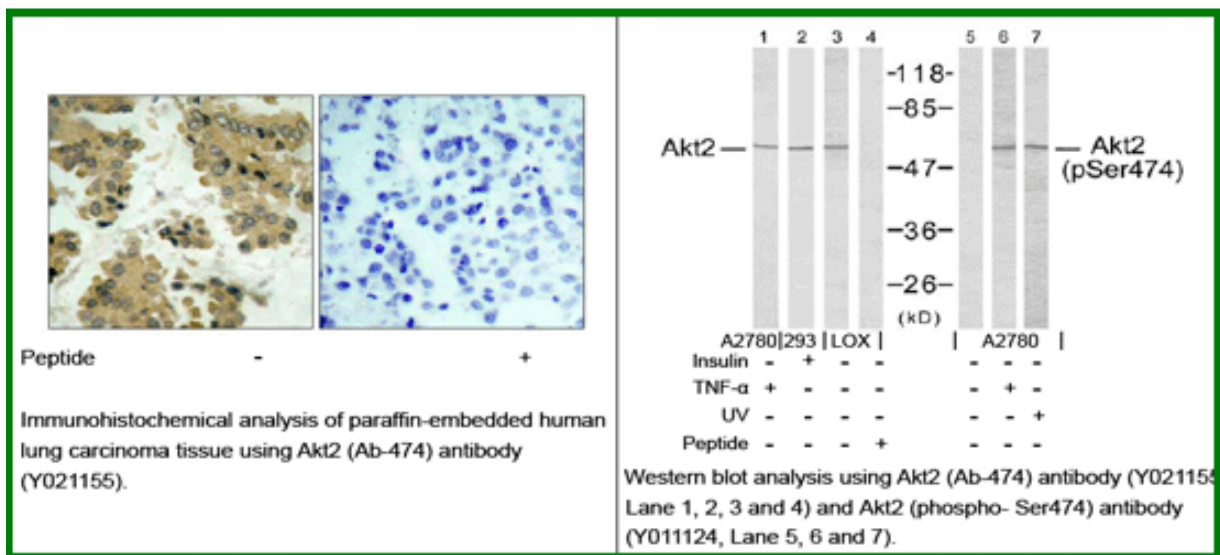 Peptide - +
Immunohistochemical analysis of paraffin-embedded human
lung carcinoma tissue using Akt2 (Ab-474) antibody
(Y021155).
1 2 3 4 5 6 7
-118-
-85-
Akt2 Akt2
-47- (pSer474)
-36-
-26-
(kD)
A2780|293|LOX | | A2780 |
Insulin - + - - - - -
TNF-α + - - - - + -
UV - - - - - - +
Peptide - - - + - - -
Western blot analysis using Akt2 (Ab-474) antibody (Y021155
Lane 1, 2, 3 and 4) and Akt2 (phospho- Ser474) antibody
(Y011124, Lane 5, 6 and 7).